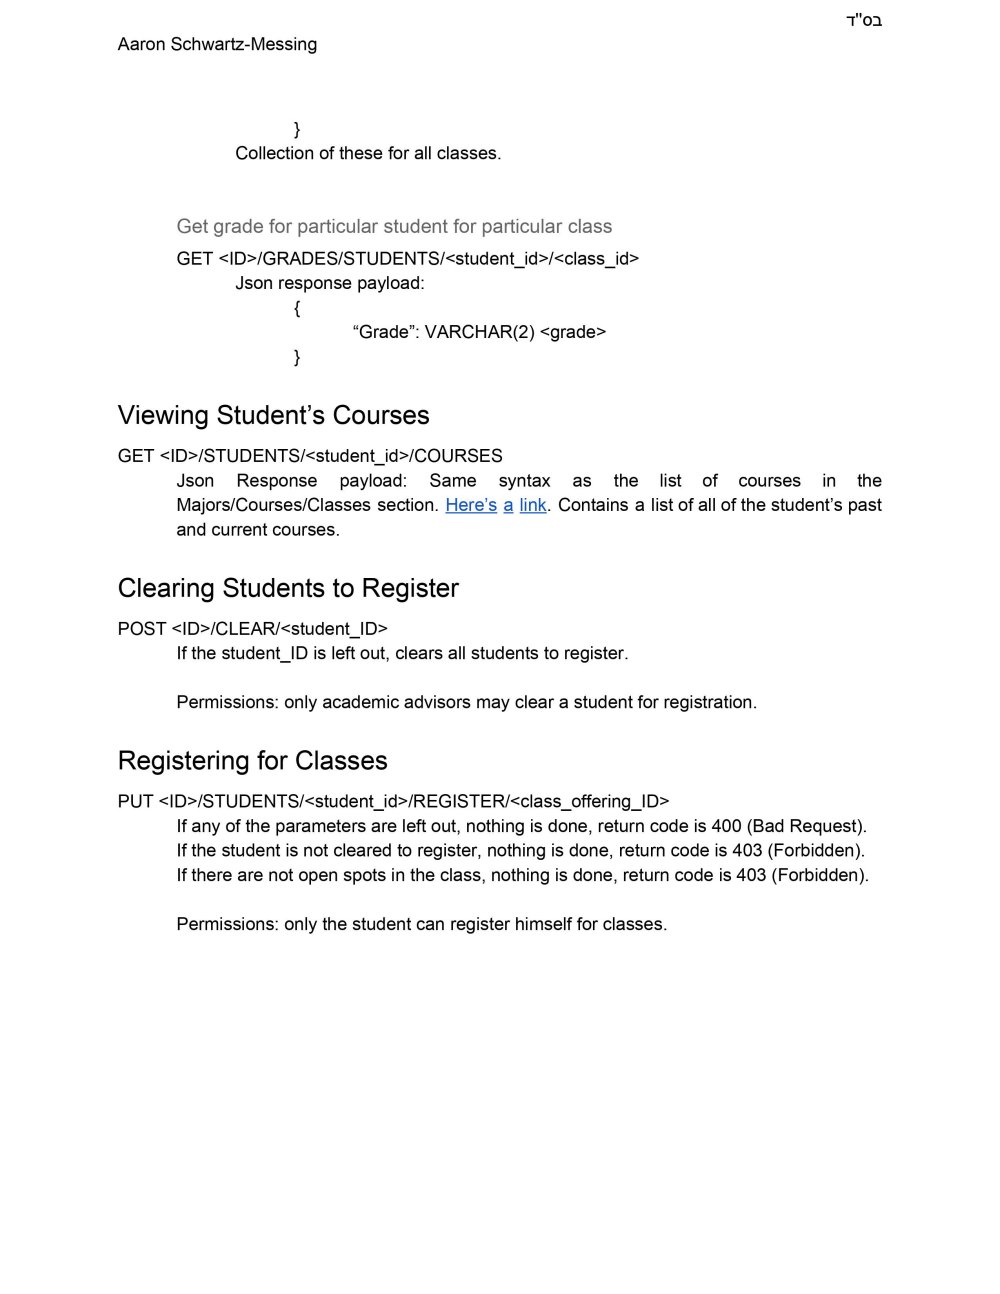 בס"ד
Aaron Schwartz-Messing
}
Collection of these for all classes.
Get grade for particular student for particular class
GET <ID>/GRADES/STUDENTS/<student_id>/<class_id>
Json response payload:
{
“Grade”: VARCHAR(2) <grade>
}
Viewing Student’s Courses
GET <ID>/STUDENTS/<student_id>/COURSES
Json Response payload: Same syntax as the list of courses in the
Majors/Courses/Classes section. Here’s a link. Contains a list of all of the student’s past
and current courses.
Clearing Students to Register
POST <ID>/CLEAR/<student_ID>
If the student_ID is left out, clears all students to register.
Permissions: only academic advisors may clear a student for registration.
Registering for Classes
PUT <ID>/STUDENTS/<student_id>/REGISTER/<class_offering_ID>
If any of the parameters are left out, nothing is done, return code is 400 (Bad Request).
If the student is not cleared to register, nothing is done, return code is 403 (Forbidden).
If there are not open spots in the class, nothing is done, return code is 403 (Forbidden).
Permissions: only the student can register himself for classes.